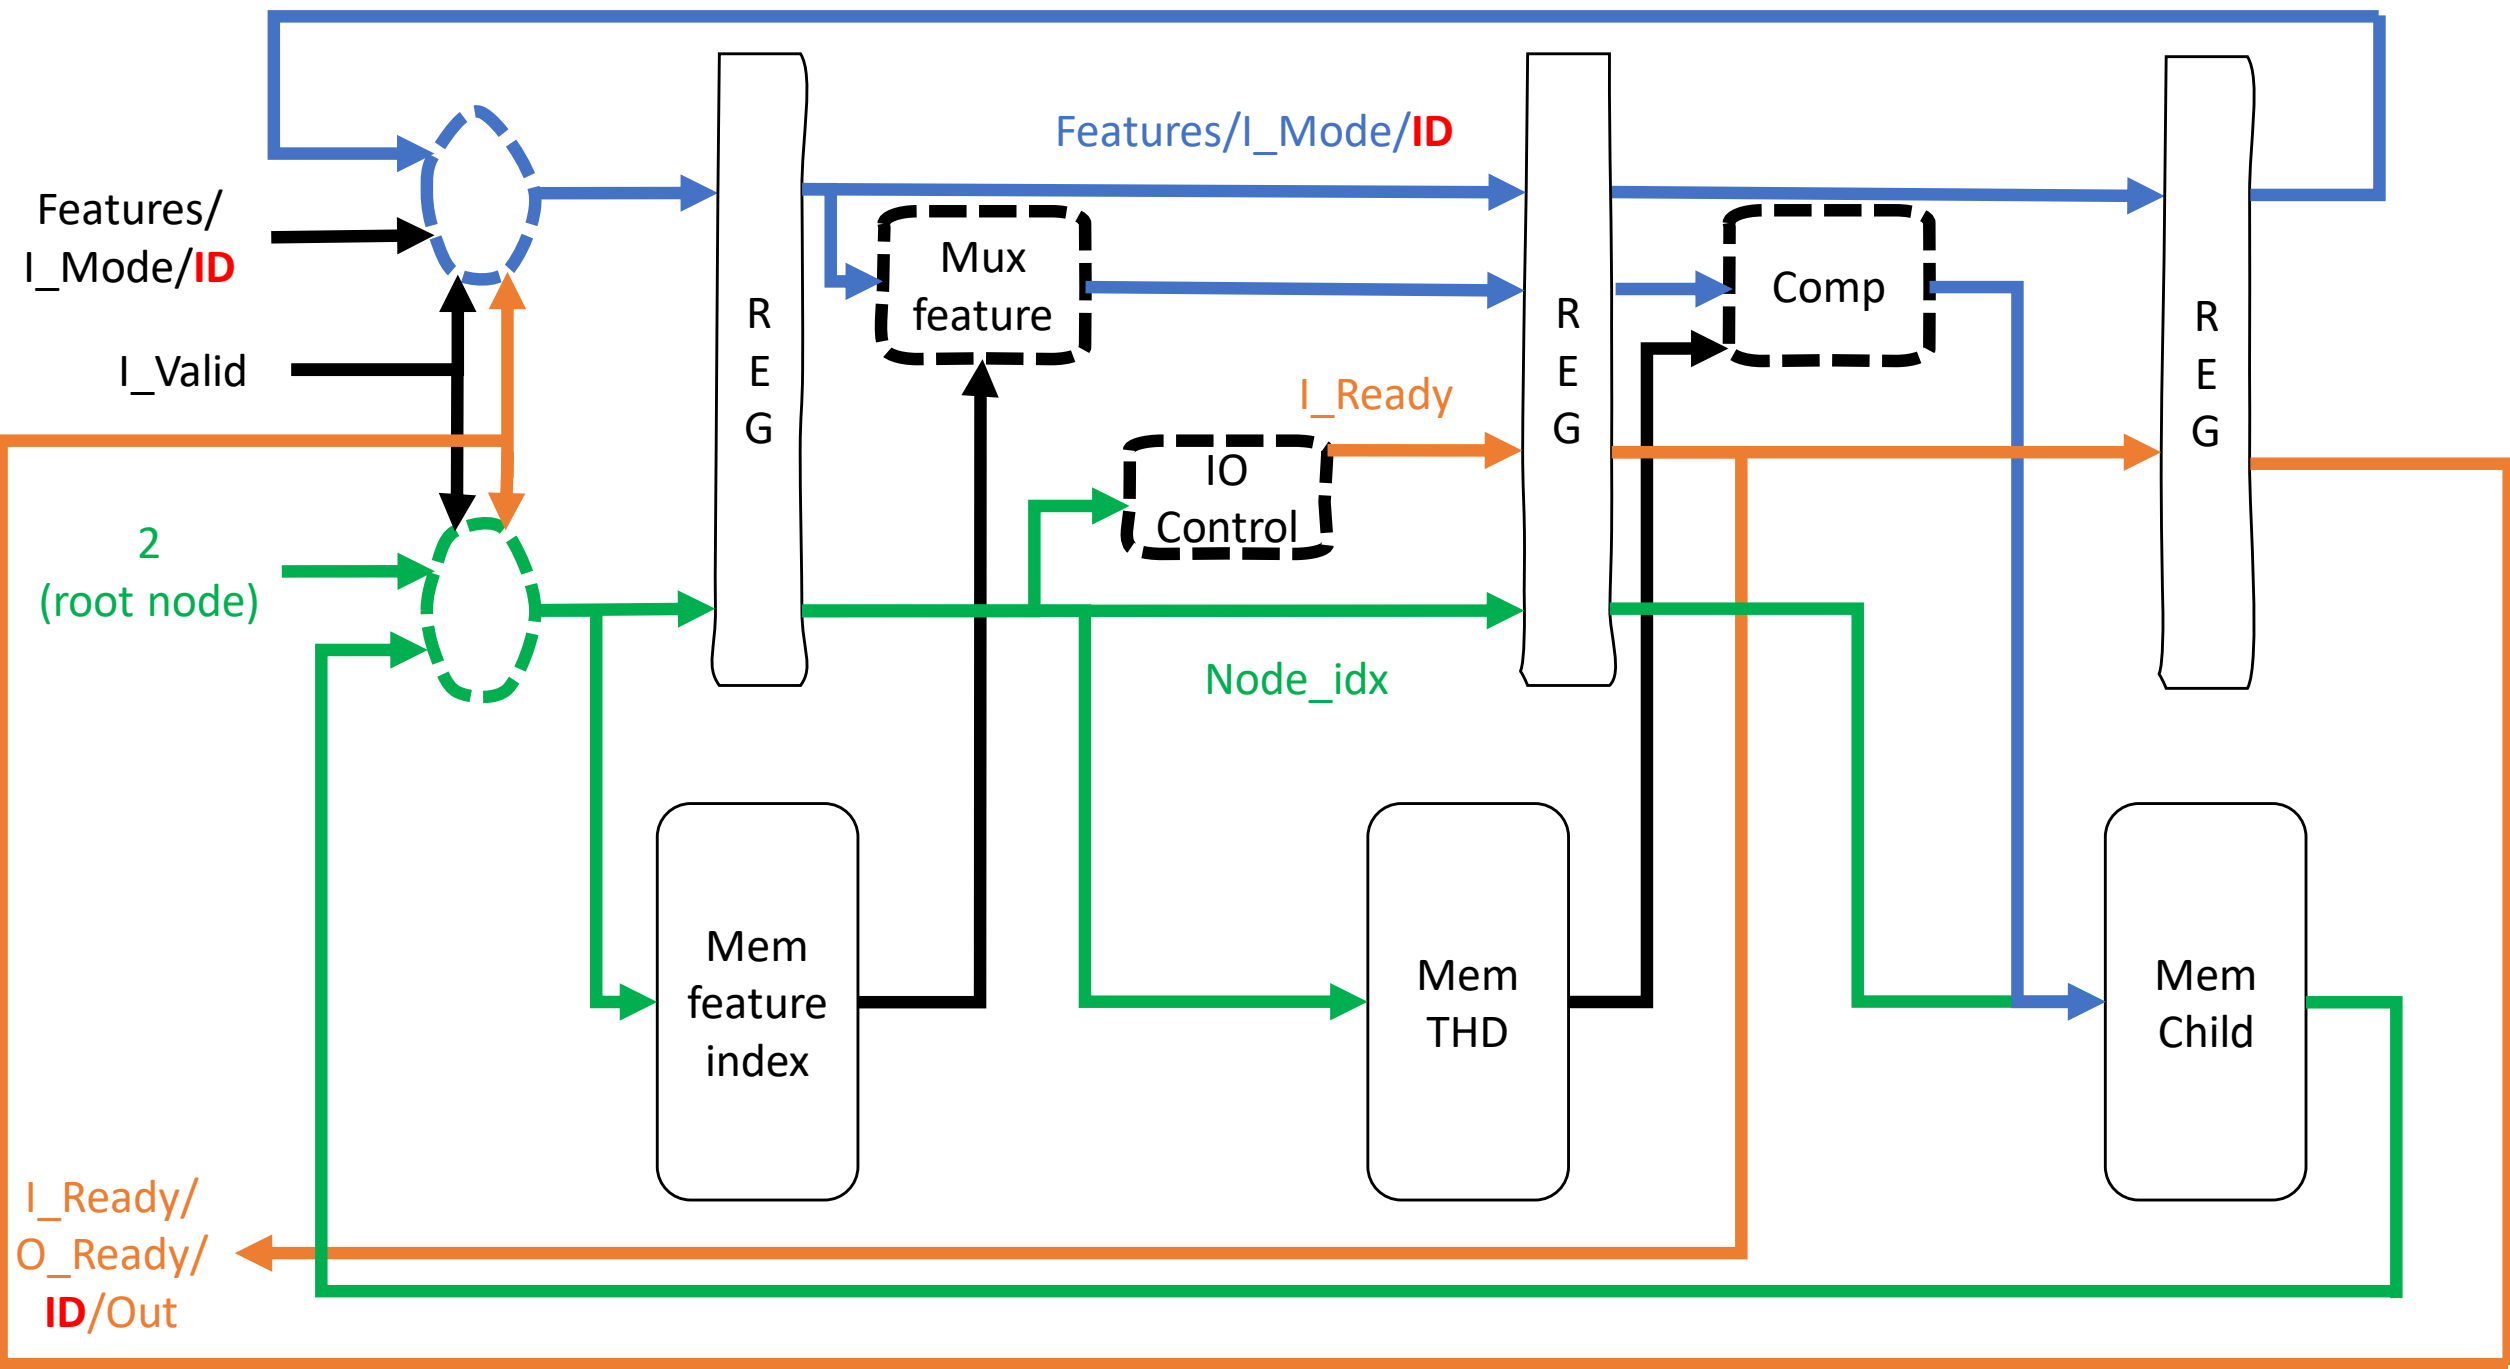 Features/I_Mode/ID
Features/
I_Mode/ID
Mux
feature
Comp
R
E
G
R
E
G
R
E
G
I_Valid
I_Ready
IO
Control
2
(root node)
Node_idx
Mem
feature
index
Mem
THD
Mem
Child
I_Ready/
O_Ready/
ID/Out